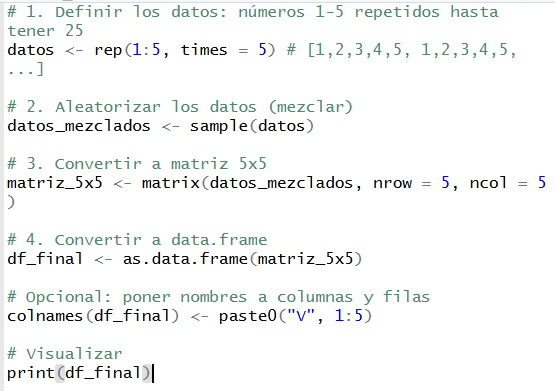 # 1. Definir los datos: números 1-5 repetidos hasta
tener 25
datos <- rep(1:5, times = 5) # [1,2,3,4,5, 1,2,3,4,5,
...]
# 2. Aleatorizar los datos (mezclar)
datos_mezclados <- sample(datos)
# 3. Convertir a matriz 5x5
matriz_5x5 <- matrix(datos_mezclados, nrow = 5, ncol = 5
)
# 4. Convertir a data.frame
df_final <- as.data.frame(matriz_5x5)
# Opcional: poner nombres a columnas y filas
colnames(df_final) <- paste0("V", 1:5)
# Visualizar
print(df_final)